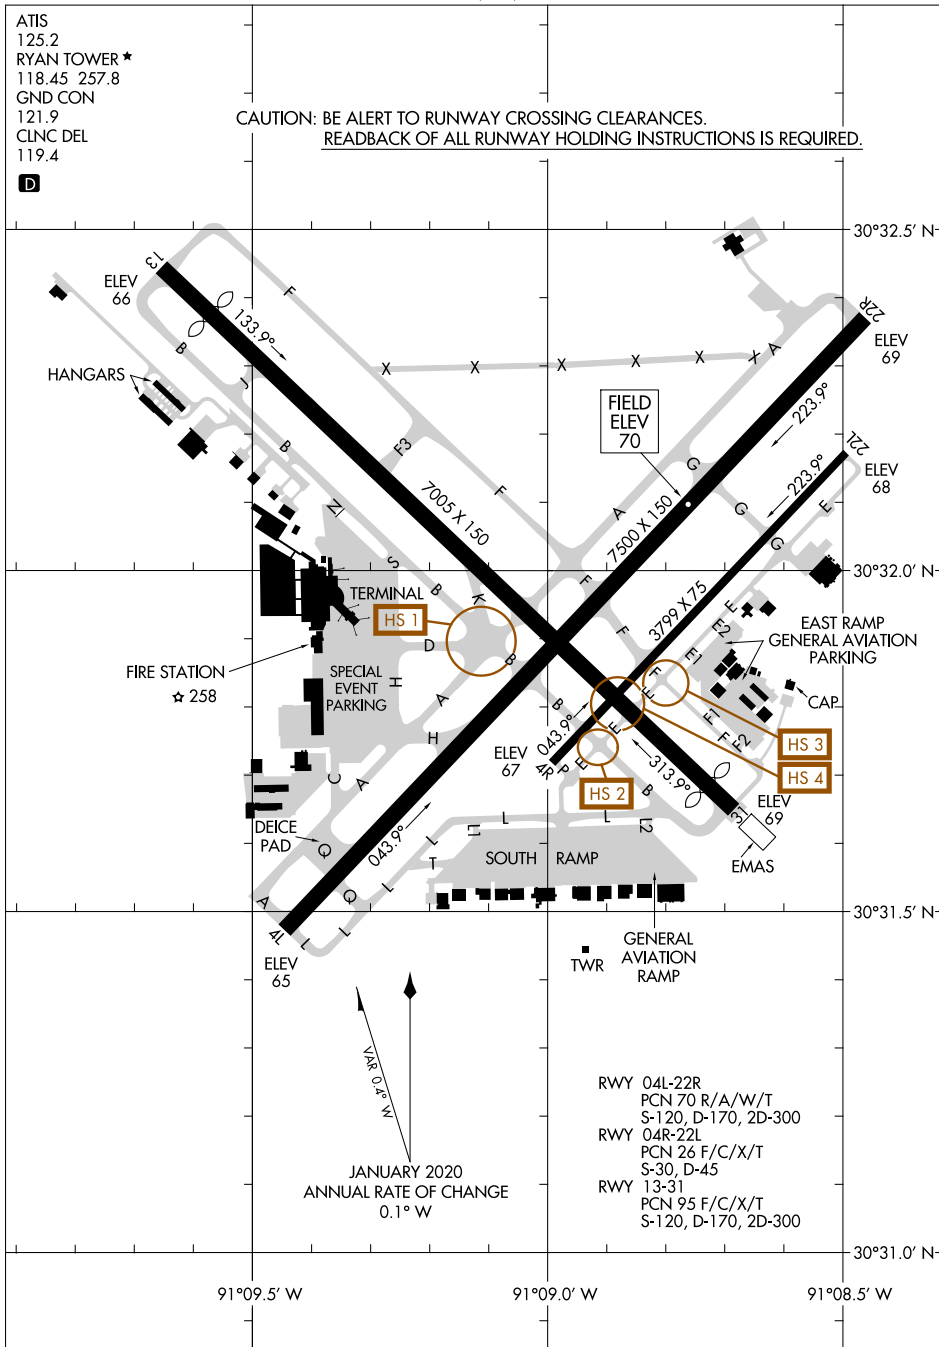 ATIS
125.2
RYAN TOWER ★
118.45 257.8
GND CON
121.9
CLNC DEL
119.4
D
CAUTION: BE ALERT TO RUNWAY CROSSING CLEARANCES.
READBACK OF ALL RUNWAY HOLDING INSTRUCTIONS IS REQUIRED.
30°32.5' N
13
ELEV
66
F
133.9°
B
J
22R
ELEV
69
X X X X X X A
HANGARS
FIELD
ELEV
70
223.9°
22L
ELEV
68
223.9°
B
F3
F
G
G
G
E
7005 X 150
A
7500 X 150
N
S
B
K
F
F
3799 X 75
30°32.0' N
TERMINAL
HS 1
D
B
E
E2
E1
EAST RAMP
GENERAL AVIATION
PARKING
FIRE STATION
☆ 258
SPECIAL
EVENT
PARKING
H
A
H
B
F
E
F1
F
F2
CAP
HS 3
HS 4
ELEV
67
043.9°
4R
P
E
E
313.9°
B
HS 2
C
A
31
ELEV
69
EMAS
DEICE
PAD
Q
043.9°
L
L1
L
L
L2
T
SOUTH RAMP
A
Q
L
4L
L
L
ELEV
65
30°31.5' N
TWR
GENERAL
AVIATION
RAMP
VAR 0.4° W
JANUARY 2020
ANNUAL RATE OF CHANGE
0.1° W
RWY 04L-22R
PCN 70 R/A/W/T
S-120, D-170, 2D-300
RWY 04R-22L
PCN 26 F/C/X/T
S-30, D-45
RWY 13-31
PCN 95 F/C/X/T
S-120, D-170, 2D-300
30°31.0' N
91°09.5' W
91°09.0' W
91°08.5' W